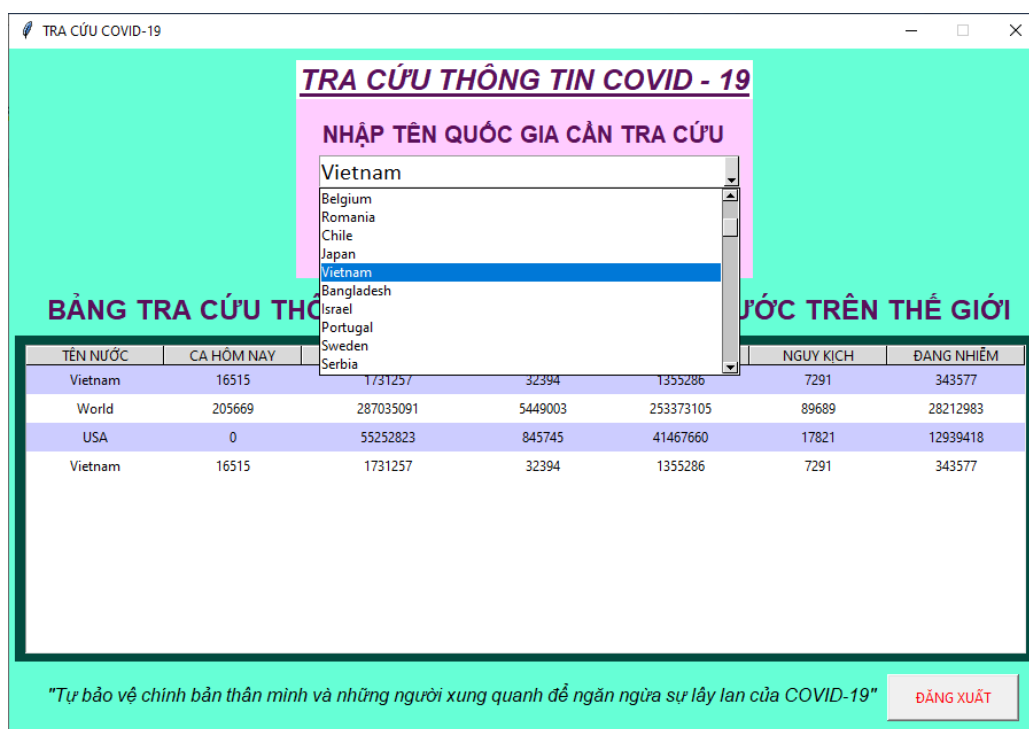 TRA CỨU COVID-19
TRA CỨU THÔNG TIN COVID - 19
NHẬP TÊN QUỐC GIA CẦN TRA CỨU
Vietnam
Belgium
Romania
Chile
Japan
Vietnam
Bangladesh
Israel
Portugal
Sweden
Serbia
BẢNG TRA CỨU TRÊN THẾ GIỚI
TÊN NƯỚC CA HÔM NAY NGUY KỊCH ĐANG NHIỄM
Vietnam 16515 1731257 32394 1355286 7291 343577
World 205669 287035091 5449003 253373105 89689 28212983
USA 0 55252823 845745 41467660 17821 12939418
Vietnam 16515 1731257 32394 1355286 7291 343577
"Tự bảo vệ chính bản thân mình và những người xung quanh để ngăn ngừa sự lây lan của COVID-19"
ĐĂNG XUẤT